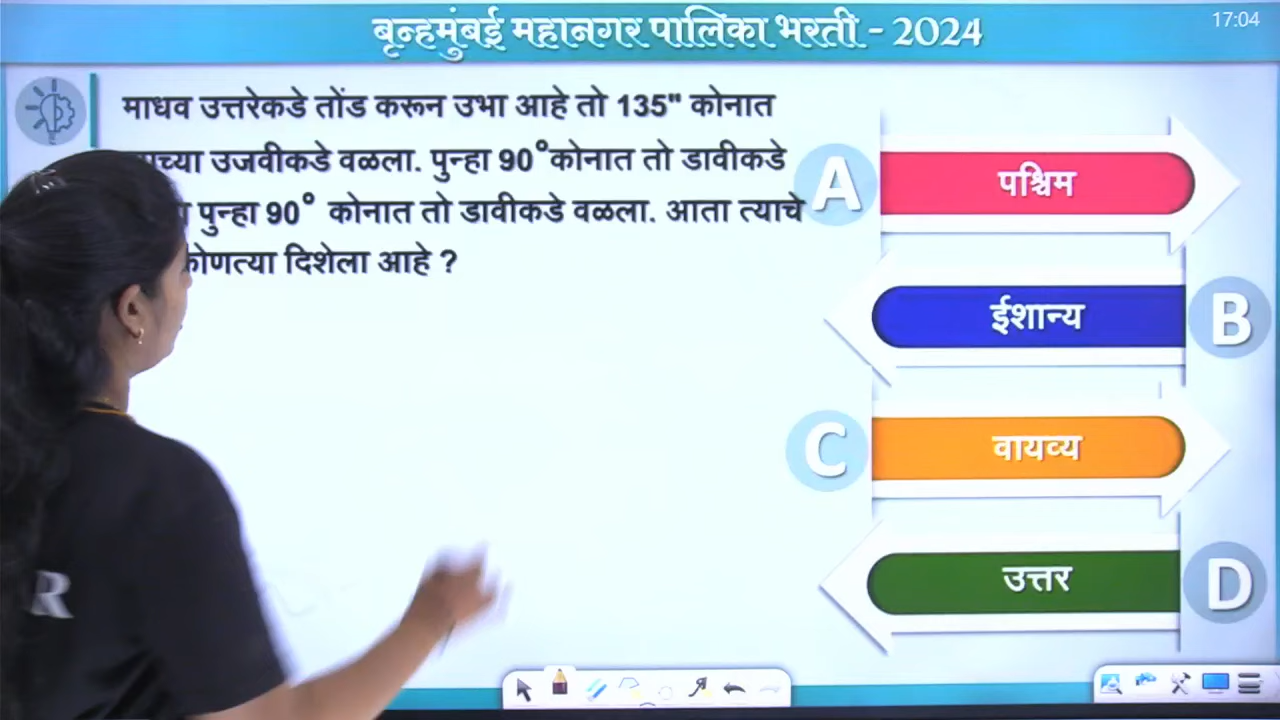 बृन्हमुंबई महानगर पालिका भरती - 2024
17:04
माधव उत्तरेकडे तोंड करून उभा आहे तो 135" कोनात
उजवीकडे वळला. पुन्हा 90° कोनात तो डावीकडे
पुन्हा 90° कोनात तो डावीकडे वळला. आता त्याचे
कोणत्या दिशेला आहे ?
A पश्चिम
ईशान्य B
C वायव्य
उत्तर D
R